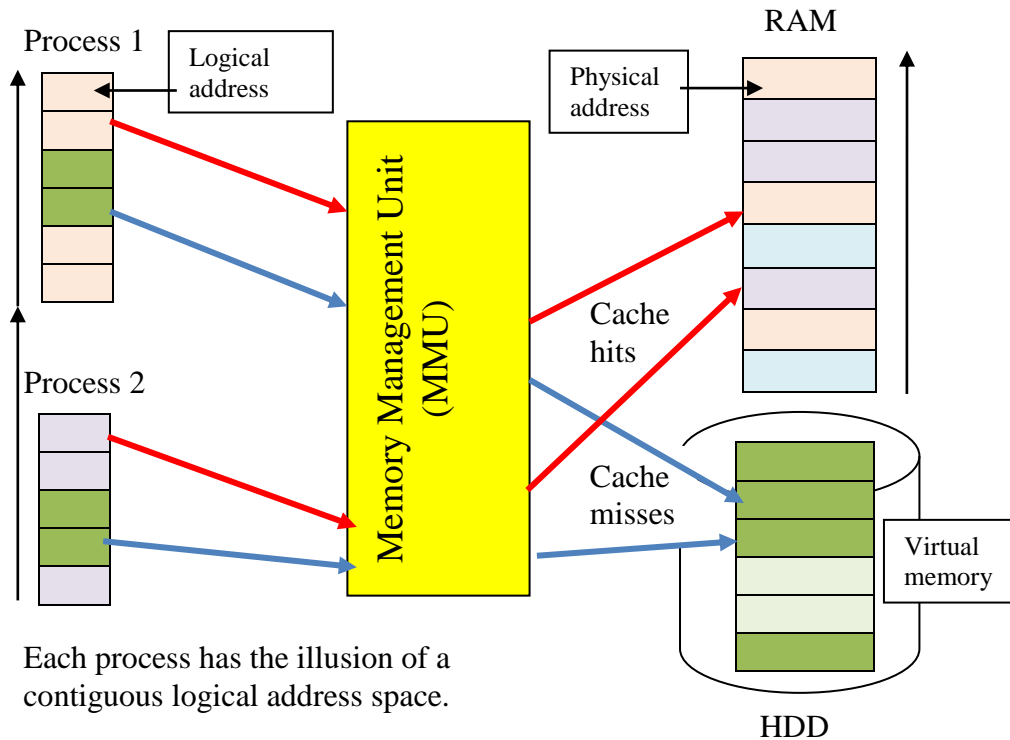 Process 1
Logical
address
RAM
Physical
address
Memory Management Unit
(MMU)
Cache
hits
Process 2
Cache
misses
Virtual
memory
Each process has the illusion of a
contiguous logical address space.
HDD